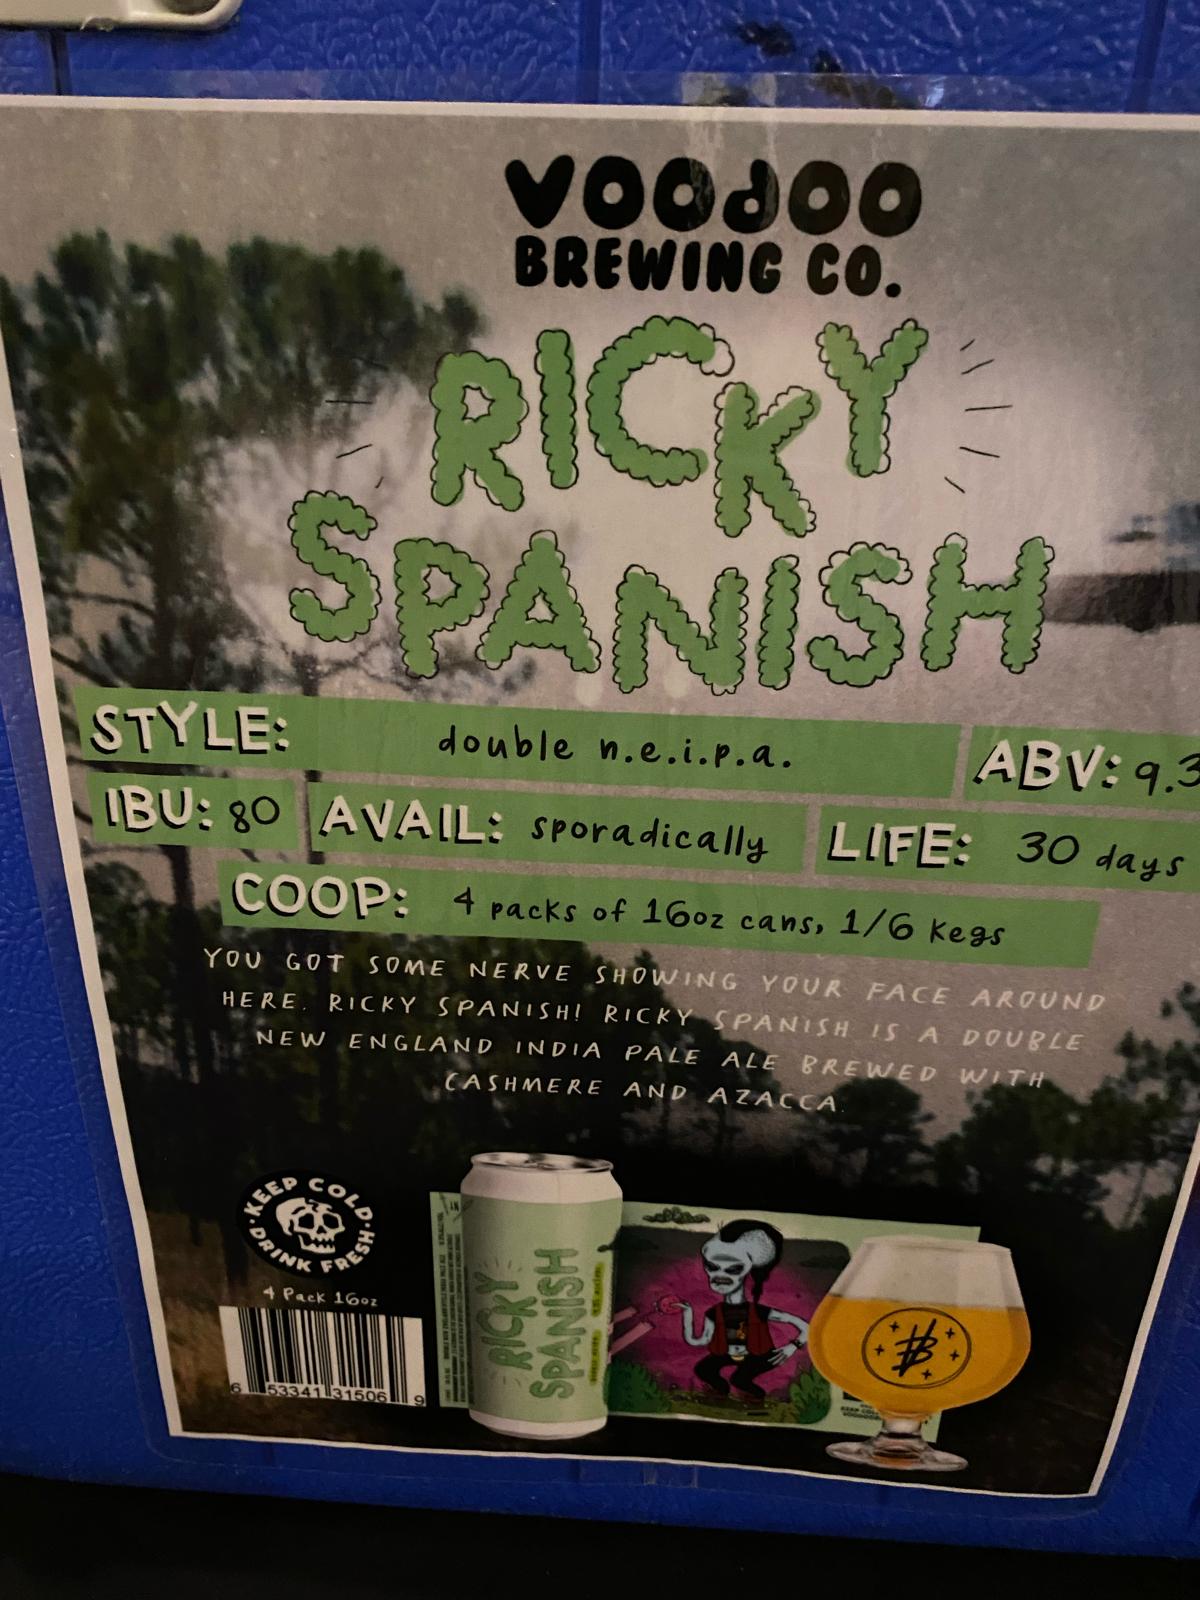 VOODOO
BREWING CO.
RICKY
SPANISH
STYLE: double n.e.i.p.a. ABV: 9.3
IBU: 80 AVAIL: sporadically LIFE: 30 days
COOP: 4 packs of 16oz cans, 1/6 kegs
YOU GOT SOME NERVE SHOWING YOUR FACE AROUND
HERE, RICKY SPANISH! RICKY SPANISH IS A DOUBLE
NEW ENGLAND INDIA PALE ALE BREWED WITH
CASHMERE AND AZACCA.
KEEP COLD
DRINK FRESH
4 Pack 16oz
6 53341 31506 9
RICKY
SPANISH